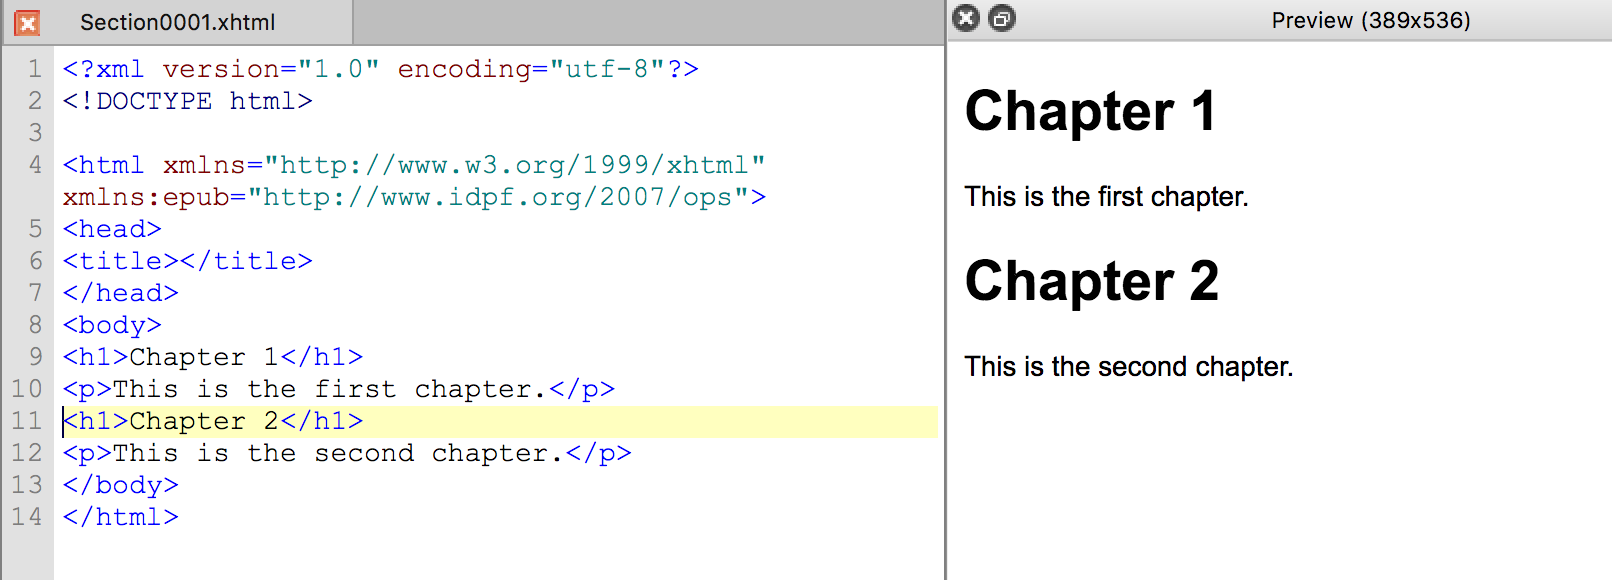 Section0001.xhtml
1 <?xml version="1.0" encoding="utf-8"?>
2 <!DOCTYPE html>
3
4 <html xmlns="http://www.w3.org/1999/xhtml"
xmlns:epub="http://www.idpf.org/2007/ops">
5 <head>
6 <title></title>
7 </head>
8 <body>
9 <h1>Chapter 1</h1>
10 <p>This is the first chapter.</p>
11 <h1>Chapter 2</h1>
12 <p>This is the second chapter.</p>
13 </body>
14 </html>
Preview (389x536)
Chapter 1
This is the first chapter.
Chapter 2
This is the second chapter.